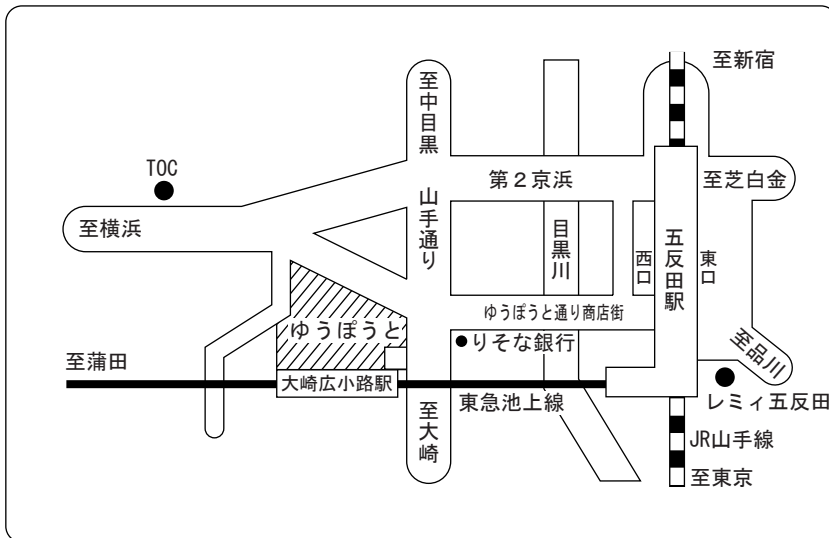 至新宿
至中目黒
TOC
第2京浜
至芝白金
山手通り
至横浜
目黒川
西口
五反田駅
東口
ゆうぽうと通り商店街
ゆうぽうと
りそな銀行
至品川
至蒲田
大崎広小路駅
東急池上線
レミィ五反田
至大崎
JR山手線
至東京